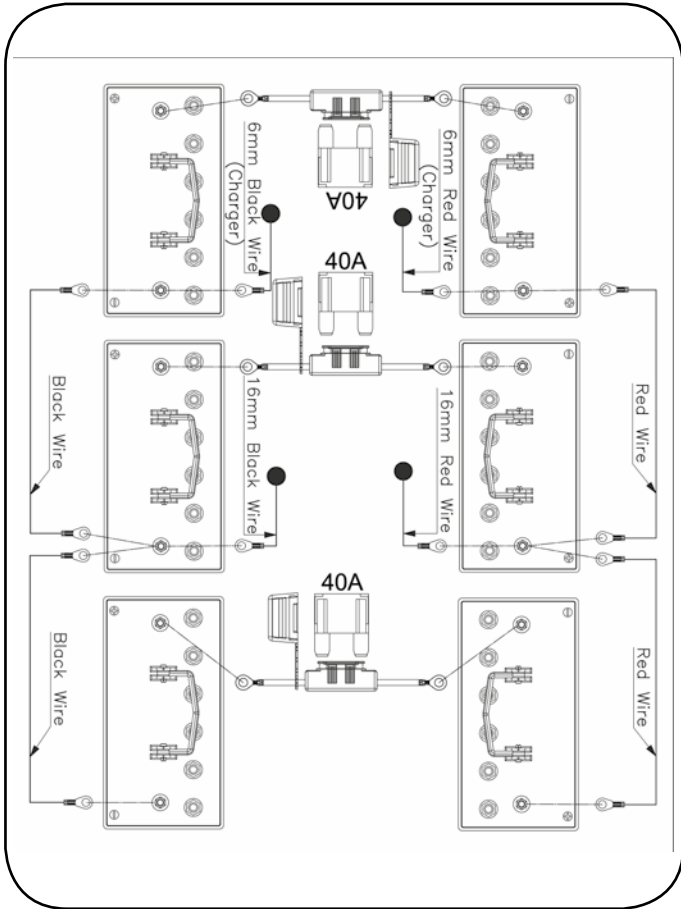 40A
6mm Black Wire
(Charger)
6mm Red Wire
(Charger)
40A
Black Wire
16mm Black Wire
16mm Red Wire
Red Wire
40A
Black Wire
Red Wire